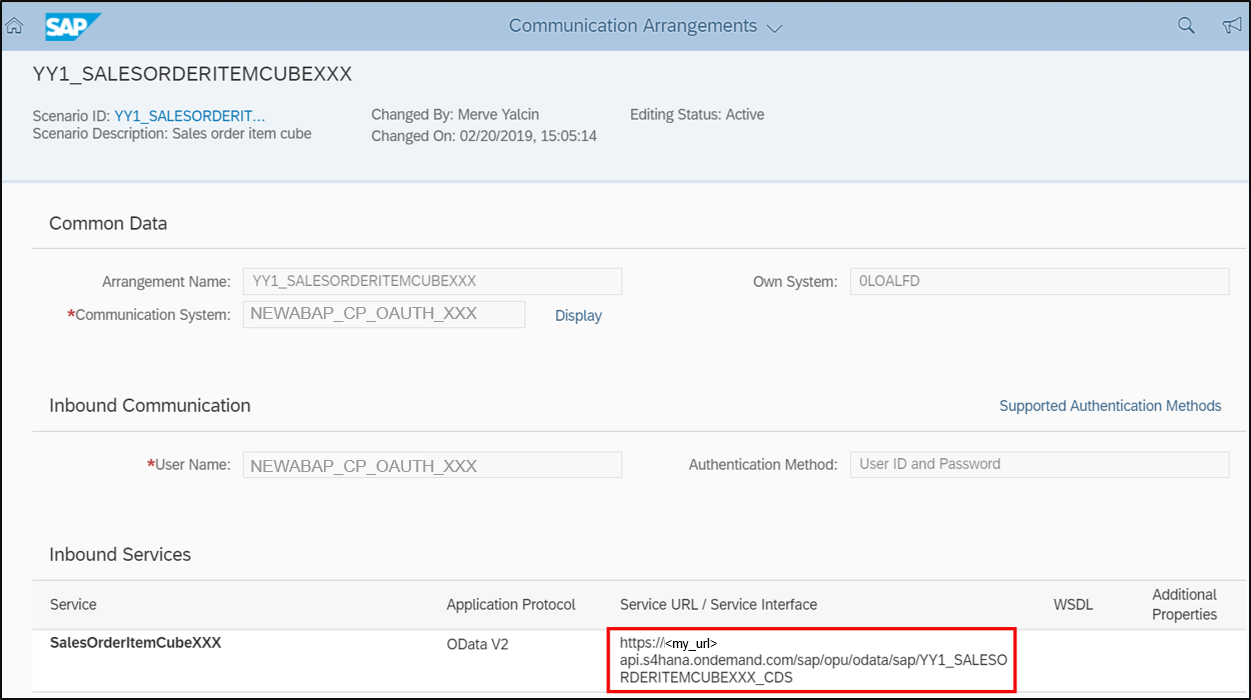 SAP
Communication Arrangements
YY1_SALESORDERITEMCUBEXXX
Scenario ID: YY1_SALESORDERIT...
Changed By: Merve Yalcin
Editing Status: Active
Scenario Description: Sales order item cube
Changed On: 02/20/2019, 15:05:14
Common Data
Arrangement Name: YY1_SALESORDERITEMCUBEXXX
Own System: 0LOALFD
*Communication System: NEWABAP_CP_OAUTH_XXX
Display
Inbound Communication
Supported Authentication Methods
*User Name: NEWABAP_CP_OAUTH_XXX
Authentication Method: User ID and Password
Inbound Services
Service
Application Protocol
Service URL / Service Interface
WSDL
Additional
Properties
SalesOrderItemCubeXXX
OData V2
https://<my_url>
api.s4hana.ondemand.com/sap/opu/odata/sap/YY1_SALESO
RDERITEMCUBEXXX_CDS